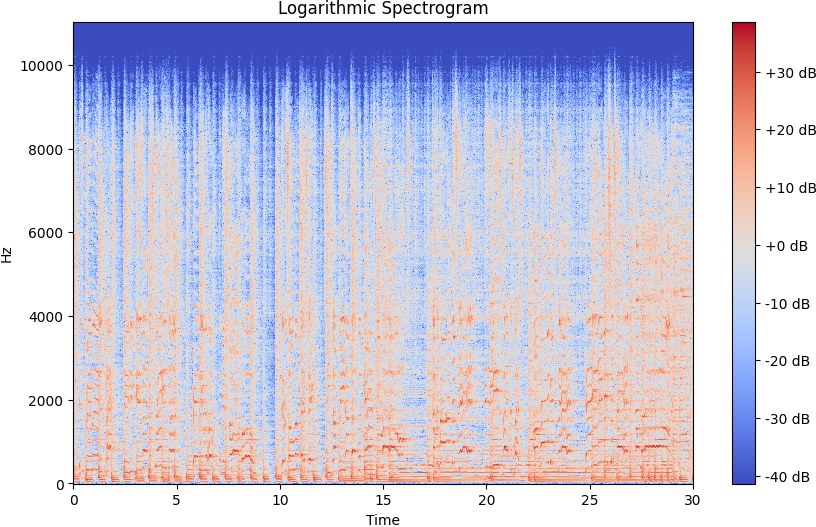 Logarithmic Spectrogram
Hz
10000
8000
6000
4000
2000
0
0 5 10 15 20 25 30
Time
+30 dB
+20 dB
+10 dB
+0 dB
-10 dB
-20 dB
-30 dB
-40 dB